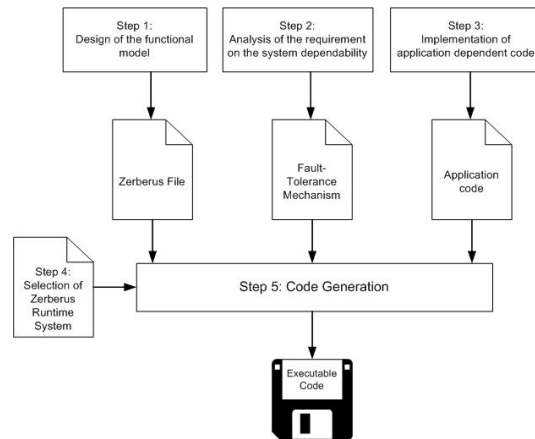 Step 1:
Design of the functional
model
Step 2:
Analysis of the requirement
on the system dependability
Step 3:
Implementation of
application dependent code
Zerberus File
Fault-
Tolerance
Mechanism
Application
code
Step 4:
Selection of
Zerberus
Runtime
System
Step 5: Code Generation
Executable
Code